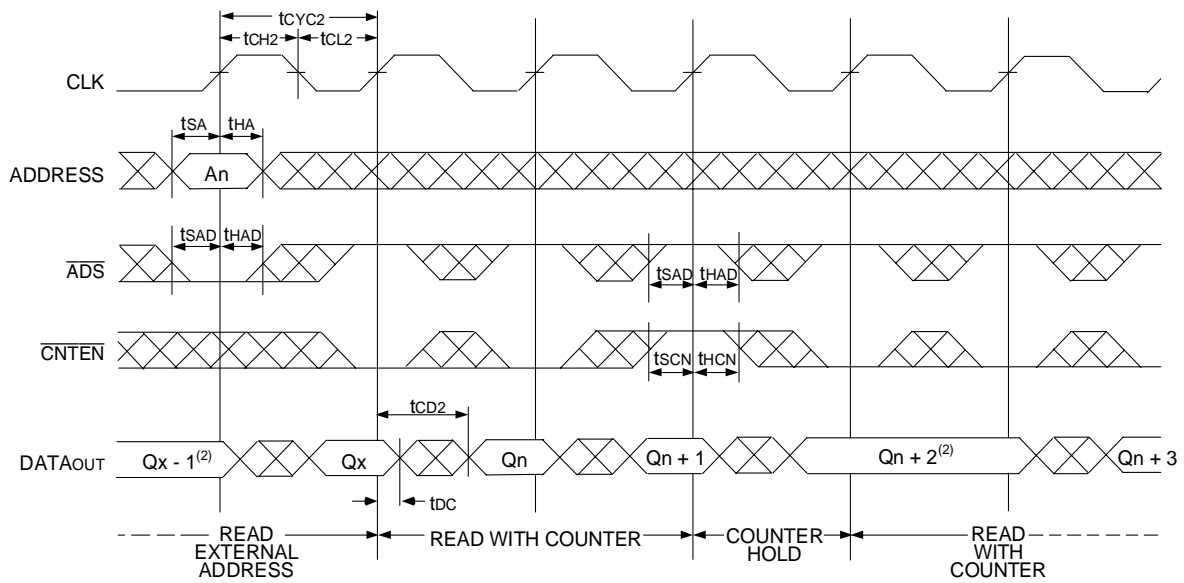 tCYC2
tCH2 tCL2
CLK
tSA tHA
ADDRESS An
tSAD tHAD
ADS
tSAD tHAD
CNTEN
tSCN tHCN
tCD2
DATAOUT Qx - 1(2) Qx Qn Qn + 1 Qn + 2(2) Qn + 3
tDC
READ EXTERNAL ADDRESS
READ WITH COUNTER
COUNTER HOLD
READ WITH COUNTER